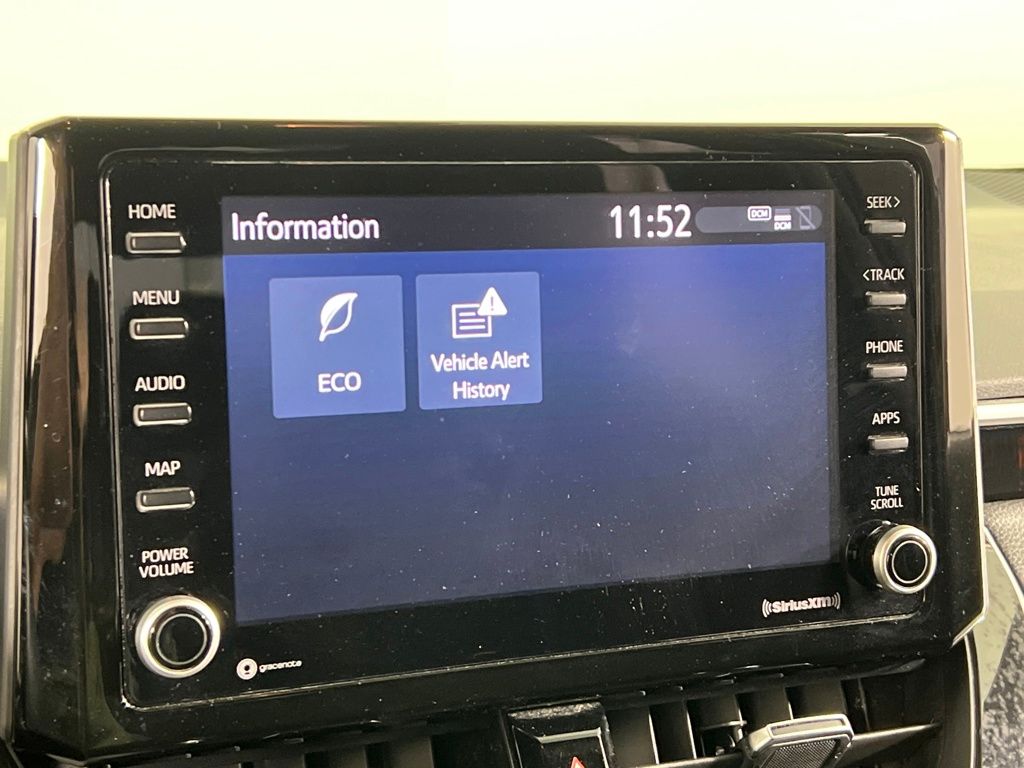 HOME
MENU
AUDIO
MAP
POWER
VOLUME
Information 11:52
DCM
DCM
ECO
Vehicle Alert
History
SEEK>
<TRACK
PHONE
APPS
TUNE
SCROLL
gracenote
((SiriusXM))